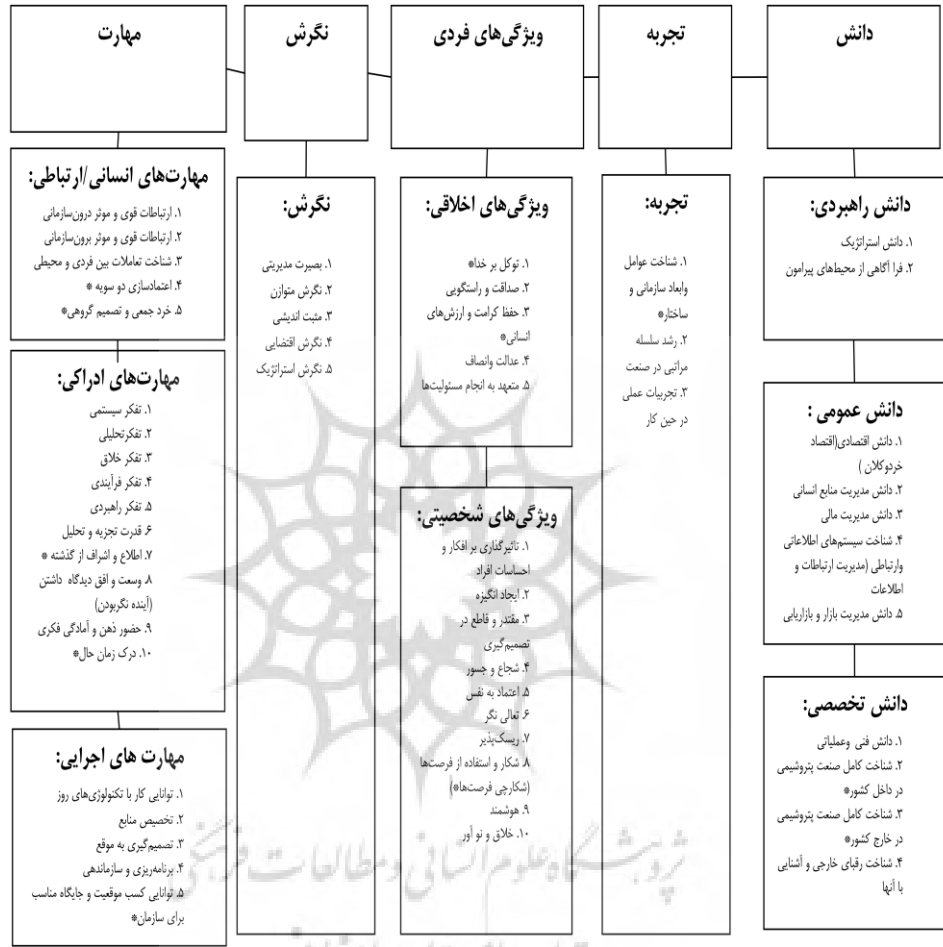 دانش
تجربه
ویژگی‌های فردی
نگرش
مهارت
دانش راهبردی:
۱. دانش استراتژیک
۲. فرا آگاهی از محیط‌های پیرامون
دانش عمومی :
۱. دانش اقتصادی(اقتصاد
خردوکلان )
۲. دانش مدیریت منابع انسانی
۳. دانش مدیریت مالی
۴. شناخت سیستم‌های اطلاعاتی
وارتباطی (مدیریت ارتباطات و
اطلاعات
۵. دانش مدیریت بازار و بازاریابی
دانش تخصصی:
۱. دانش فنی وعملیاتی
۲. شناخت کامل صنعت پتروشیمی
در داخل کشور*
۳. شناخت کامل صنعت پتروشیمی
در خارج کشور*
۴. شناخت رقبای خارجی و آشنایی
با آنها
تجربه:
۱. شناخت عوامل
وابعاد سازمانی و
ساختار*
۲. رشد سلسله
مراتبی در صنعت
۳. تجربیات عملی
در حین کار
ویژگی‌های اخلاقی:
۱. توکل بر خدا*
۲. صداقت و راستگویی
۳. حفظ کرامت و ارزش‌های
انسانی*
۴. عدالت وانصاف
۵. متعهد به انجام مسئولیت‌ها
ویژگی‌های شخصیتی:
۱. تاثیرگذاری بر افکار و
احساسات افراد
۲. ایجاد انگیزه
۳. مقتدر و قاطع در
تصمیم‌گیری
۴. شجاع و جسور
۵. اعتماد به نفس
۶. تعالی نگر
۷. ریسک‌پذیر
۸. شکار و استفاده از فرصت‌ها
(شکارچی فرصت‌ها*)
۹. هوشمند
۱۰. خلاق و نو آور
نگرش:
۱. بصیرت مدیریتی
۲. نگرش متوازن
۳. مثبت اندیشی
۴. نگرش اقتضایی
۵. نگرش استراتژیک
مهارت‌های انسانی/ارتباطی:
۱. ارتباطات قوی و موثر درون‌سازمانی
۲. ارتباطات قوی و موثر برون‌سازمانی
۳. شناخت تعاملات بین فردی و محیطی
۴. اعتمادسازی دو سویه *
۵. خرد جمعی و تصمیم گروهی*
مهارت‌های ادراکی:
۱. تفکر سیستمی
۲. تفکرتحلیلی
۳. تفکر خلاق
۴. تفکر فرآیندی
۵. تفکر راهبردی
۶. قدرت تجزیه و تحلیل
۷. اطلاع و اشراف از گذشته *
۸. وسعت و افق دیدگاه داشتن
(آینده نگربودن)
۹. حضور ذهن و آمادگی فکری
۱۰. درک زمان حال*
مهارت های اجرایی:
۱. توانایی کار با تکنولوژی‌های روز
۲. تخصیص منابع
۳. تصمیم‌گیری به موقع
۴. برنامه‌ریزی و سازماندهی
۵. توانایی کسب موقعیت و جایگاه مناسب
برای سازمان*
پژوهشگاه علوم انسانی و مطالعات فرهنگی